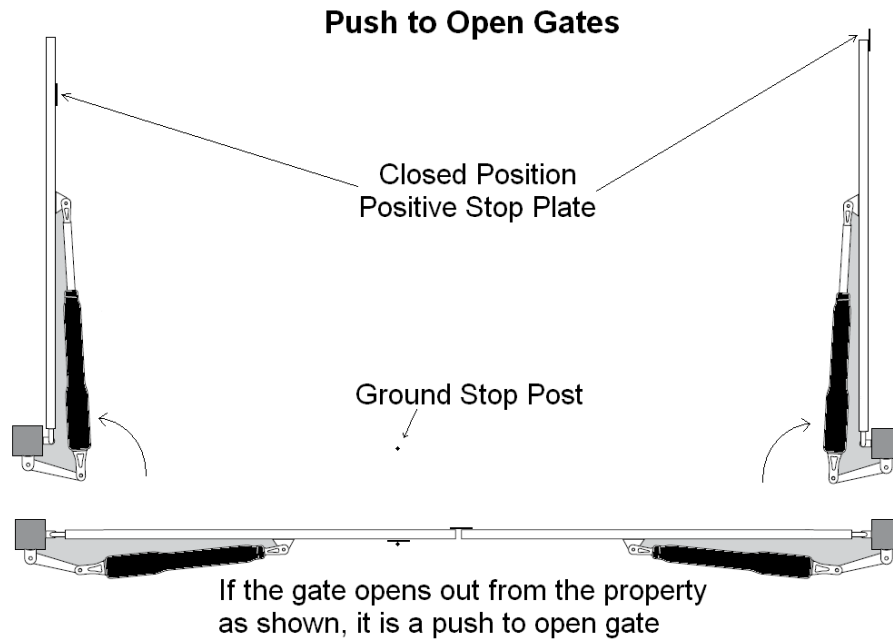 Push to Open Gates
Closed Position
Positive Stop Plate
Ground Stop Post
If the gate opens out from the property
as shown, it is a push to open gate